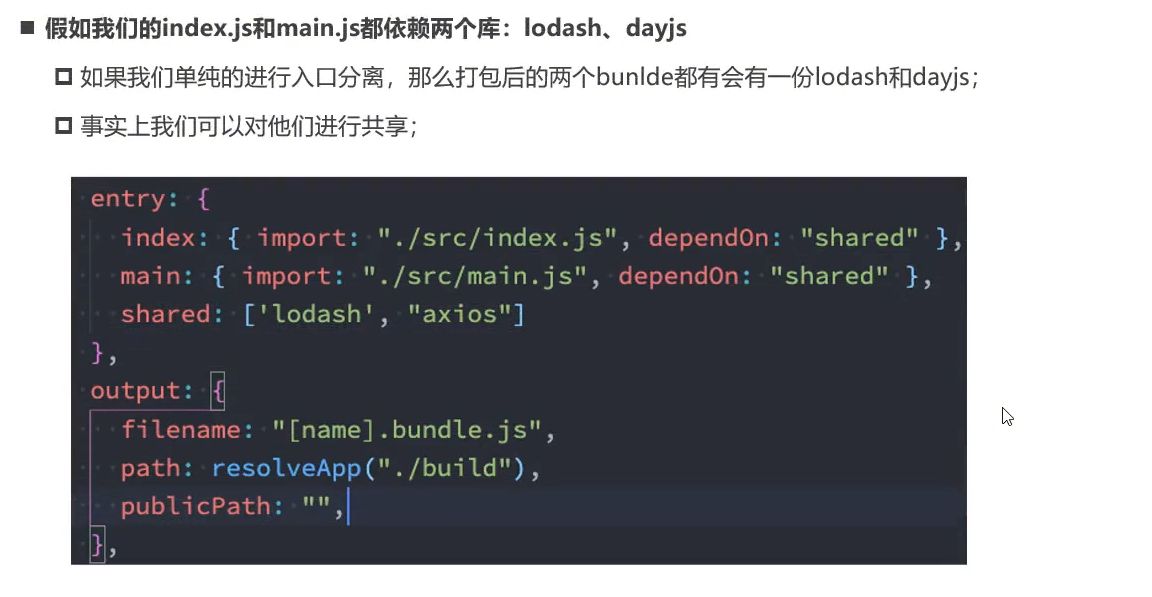 假如我们的index.js和main.js都依赖两个库：lodash、dayjs
如果我们单纯的进行入口分离，那么打包后的两个bunlde都有会有一份lodash和dayjs；
事实上我们可以对他们进行共享；
entry: {
index: { import: "./src/index.js", dependOn: "shared" },
main: { import: "./src/main.js", dependOn: "shared" },
shared: ['lodash', "axios"]
},
output: {
filename: "[name].bundle.js",
path: resolveApp("./build"),
publicPath: "",
},